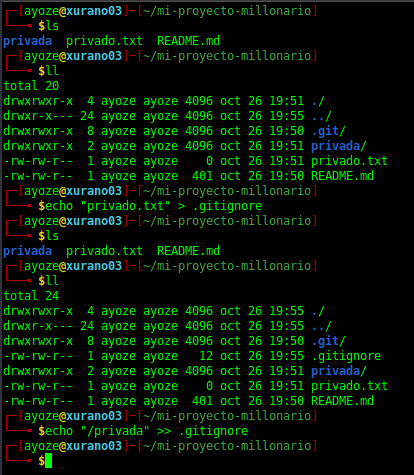 ┌─[ayoze@xurano03]─[~/mi-proyecto-millonario]
└──╼ $ls
privada  privado.txt  README.md
┌─[ayoze@xurano03]─[~/mi-proyecto-millonario]
└──╼ $ll
total 20
drwxrwxr-x  4 ayoze ayoze 4096 oct 26 19:51 ./
drwxr-x--- 24 ayoze ayoze 4096 oct 26 19:55 ../
drwxrwxr-x  8 ayoze ayoze 4096 oct 26 19:50 .git/
drwxrwxr-x  2 ayoze ayoze 4096 oct 26 19:51 privada/
-rw-rw-r--  1 ayoze ayoze    0 oct 26 19:51 privado.txt
-rw-rw-r--  1 ayoze ayoze  401 oct 26 19:50 README.md
┌─[ayoze@xurano03]─[~/mi-proyecto-millonario]
└──╼ $echo "privado.txt" > .gitignore
┌─[ayoze@xurano03]─[~/mi-proyecto-millonario]
└──╼ $ls
privada  privado.txt  README.md
┌─[ayoze@xurano03]─[~/mi-proyecto-millonario]
└──╼ $ll
total 24
drwxrwxr-x  4 ayoze ayoze 4096 oct 26 19:55 ./
drwxr-x--- 24 ayoze ayoze 4096 oct 26 19:55 ../
drwxrwxr-x  8 ayoze ayoze 4096 oct 26 19:50 .git/
-rw-rw-r--  1 ayoze ayoze   12 oct 26 19:55 .gitignore
drwxrwxr-x  2 ayoze ayoze 4096 oct 26 19:51 privada/
-rw-rw-r--  1 ayoze ayoze    0 oct 26 19:51 privado.txt
-rw-rw-r--  1 ayoze ayoze  401 oct 26 19:50 README.md
┌─[ayoze@xurano03]─[~/mi-proyecto-millonario]
└──╼ $echo "/privada" >> .gitignore
┌─[ayoze@xurano03]─[~/mi-proyecto-millonario]
└──╼ $